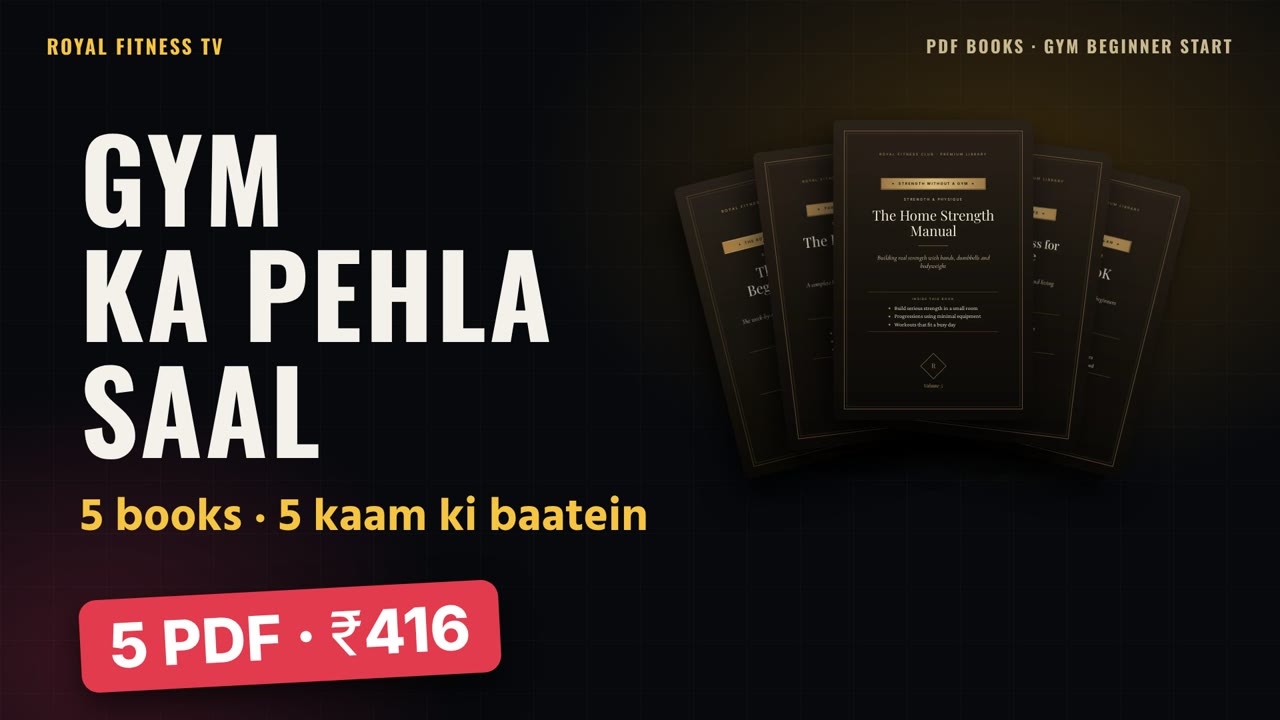 ROYAL FITNESS TV
PDF BOOKS · GYM BEGINNER START
GYM
KA PEHLA
SAAL
5 books · 5 kaam ki baatein
5 PDF · ₹416
ROYAL FITNESS CLUB · PREMIUM LIBRARY
STRENGTH WITHOUT A GYM
STRENGTH & PHYSIQUE
The Home Strength
Manual
Building real strength with bands, dumbbells and
bodyweight
INSIDE THIS BOOK
Build serious strength in a small room
Progressions using minimal equipment
Workouts that fit a busy day
R